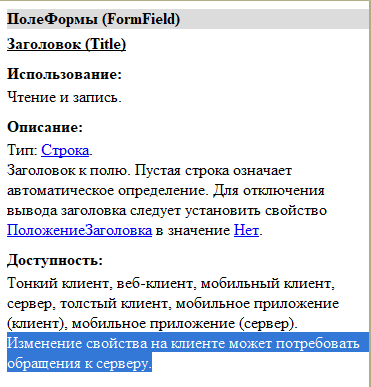 ПолеФормы (FormField)
Заголовок (Title)
Использование:
Чтение и запись.
Описание:
Тип: Строка.
Заголовок к полю. Пустая строка означает
автоматическое определение. Для отключения
вывода заголовка следует установить свойство
ПоложениеЗаголовка в значение Нет.
Доступность:
Тонкий клиент, веб-клиент, мобильный клиент,
сервер, толстый клиент, мобильное приложение
(клиент), мобильное приложение (сервер).
Изменение свойства на клиенте может потребовать
обращения к серверу.